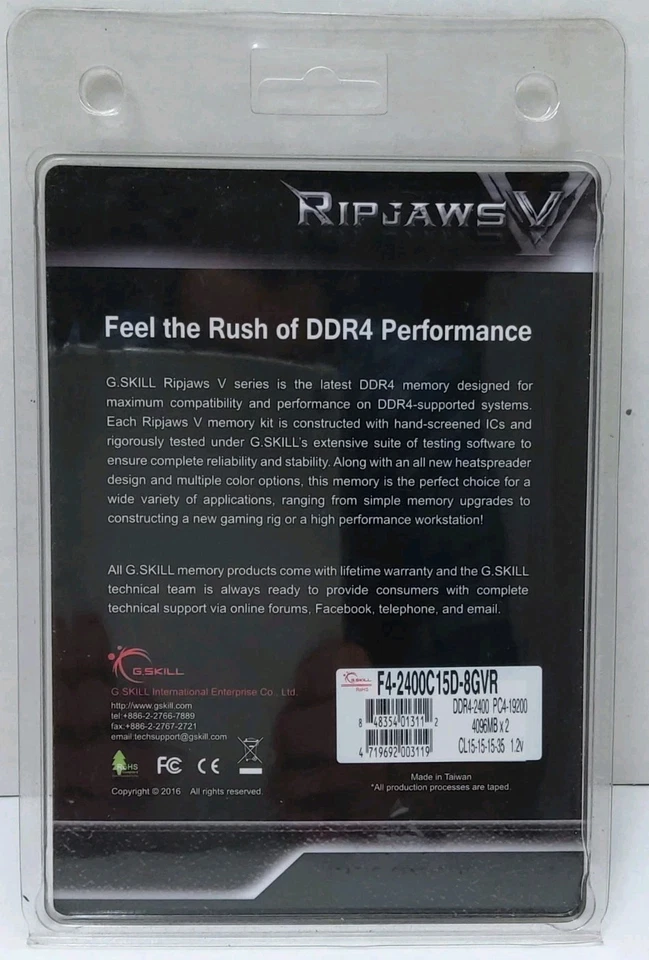 RIPJAWS V
Feel the Rush of DDR4 Performance
G.SKILL Ripjaws V series is the latest DDR4 memory designed for
maximum compatibility and performance on DDR4-supported systems.
Each Ripjaws V memory kit is constructed with hand-screened ICs and
rigorously tested under G.SKILL's extensive suite of testing software to
ensure complete reliability and stability. Along with an all new heatspreader
design and multiple color options, this memory is the perfect choice for a
wide variety of applications, ranging from simple memory upgrades to
constructing a new gaming rig or a high performance workstation!
All G.SKILL memory products come with lifetime warranty and the G.SKILL
technical team is always ready to provide consumers with complete
technical support via online forums, Facebook, telephone, and email.
G.SKILL
G.SKILL International Enterprise Co., Ltd.
http://www.gskill.com
tel:+886-2-2766-7889
fax:+886-2-2767-2721
email:techsupport@gskill.com
RoHS
FC CE
Copyright © 2016 All rights reserved.
G.SKILL
RoHS
F4-2400C15D-8GVR
DDR4-2400 PC4-19200
4096MB x 2
CL15-15-15-35 1.2v
8 48354 01311 2
4 719692 003119
Made in Taiwan
*All production processes are taped.